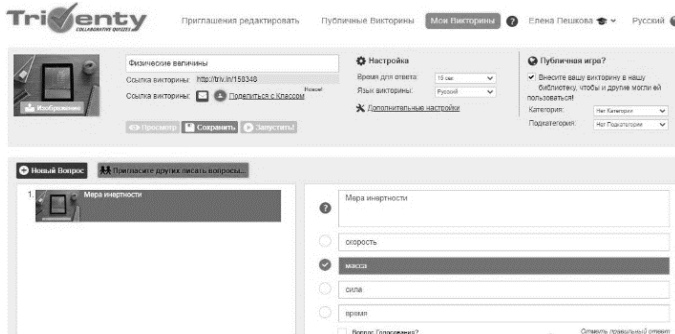 Triventy
COLLABORATIVE QUIZZES
Приглашения редактировать Публичные Викторины Мои Викторины ? Елена Пешкова Русский
Изображение
Физические величины
Ссылка викторины: http://triv.in/158348
Ссылка викторины: Поделиться с Классом
Просмотр Сохранить Запустить!
Настройка
Время для ответа: 15 сек.
Язык викторины: Русский
Дополнительные настройки
Публичная игра?
Внесите вашу викторину в нашу
библиотеку, чтобы и другие могли ей
пользоваться!
Категория: Нет Категории
Подкатегория: Нет Подкатегории
Новый Вопрос Пригласите других писать вопросы...
1. Мера инертности
? Мера инертности
скорость
масса
сила
время
Вопрос Голосования? Отметь правильный ответ